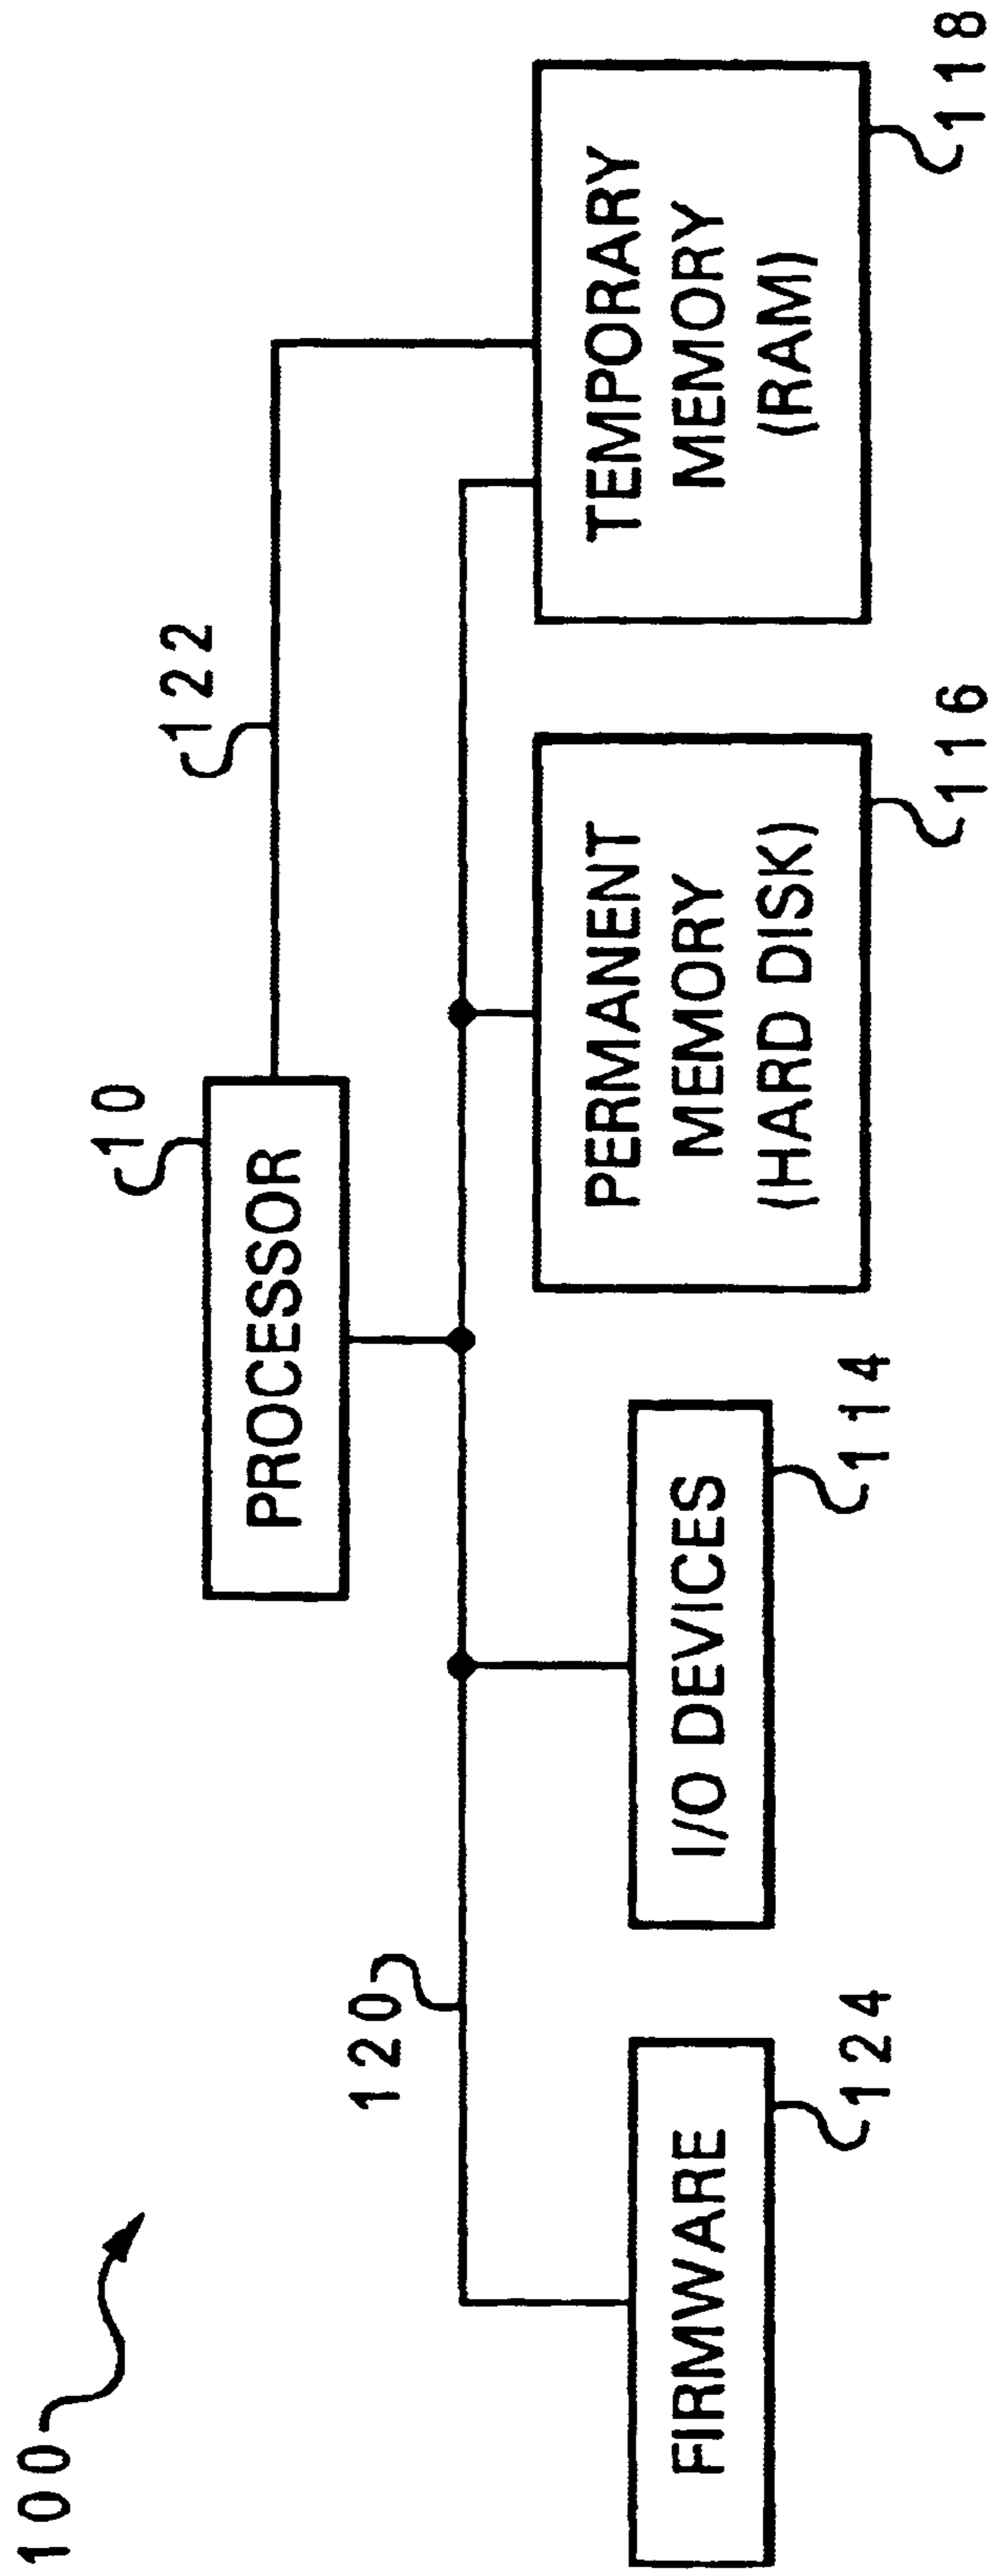 100
10
PROCESSOR
122
120
FIRMWARE
124
I/O DEVICES
114
PERMANENT
MEMORY
(HARD DISK)
116
TEMPORARY
MEMORY
(RAM)
118